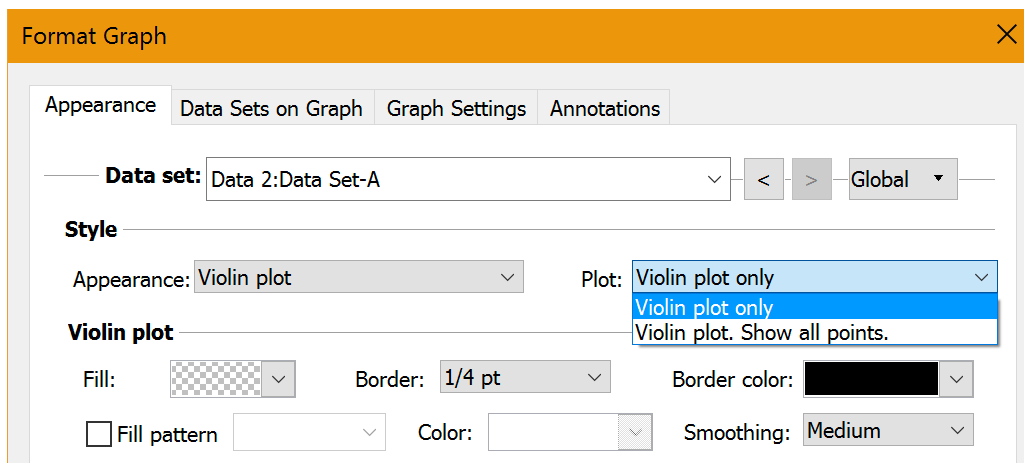 Format Graph
Appearance Data Sets on Graph Graph Settings Annotations
Data set: Data 2:Data Set-A < > Global
Style
Appearance: Violin plot Plot: Violin plot only
Violin plot only
Violin plot. Show all points.
Violin plot
Fill: Border: 1/4 pt Border color:
Fill pattern Color: Smoothing: Medium